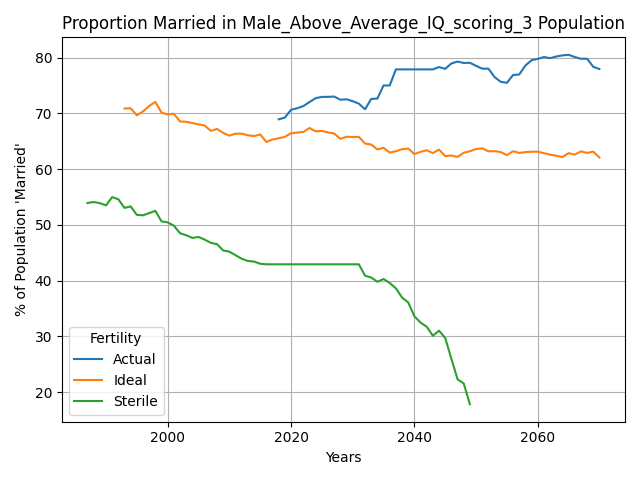 Proportion Married in Male_Above_Average_IQ_scoring_3 Population
% of Population 'Married'
80
70
60
50
40
30
20
Fertility
Actual
Ideal
Sterile
2000
2020
2040
2060
Years